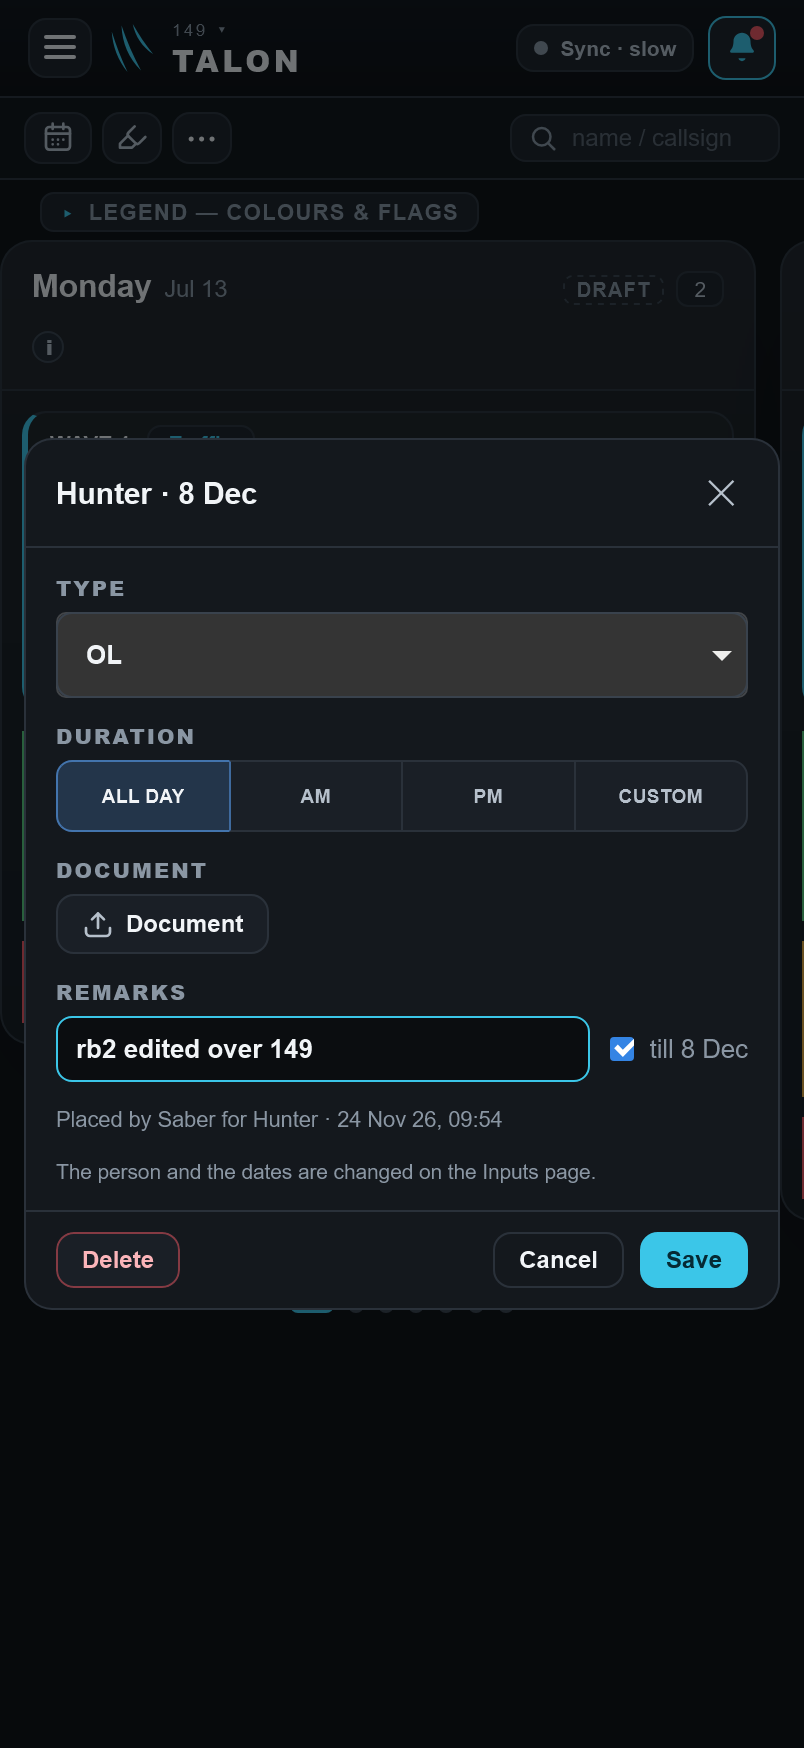 149 ▾
TALON
Sync · slow
name / callsign
▸ LEGEND — COLOURS & FLAGS
Monday Jul 13
DRAFT
2
i
Hunter · 8 Dec
TYPE
OL
DURATION
ALL DAY
AM
PM
CUSTOM
DOCUMENT
Document
REMARKS
rb2 edited over 149
till 8 Dec
Placed by Saber for Hunter · 24 Nov 26, 09:54
The person and the dates are changed on the Inputs page.
Delete
Cancel
Save